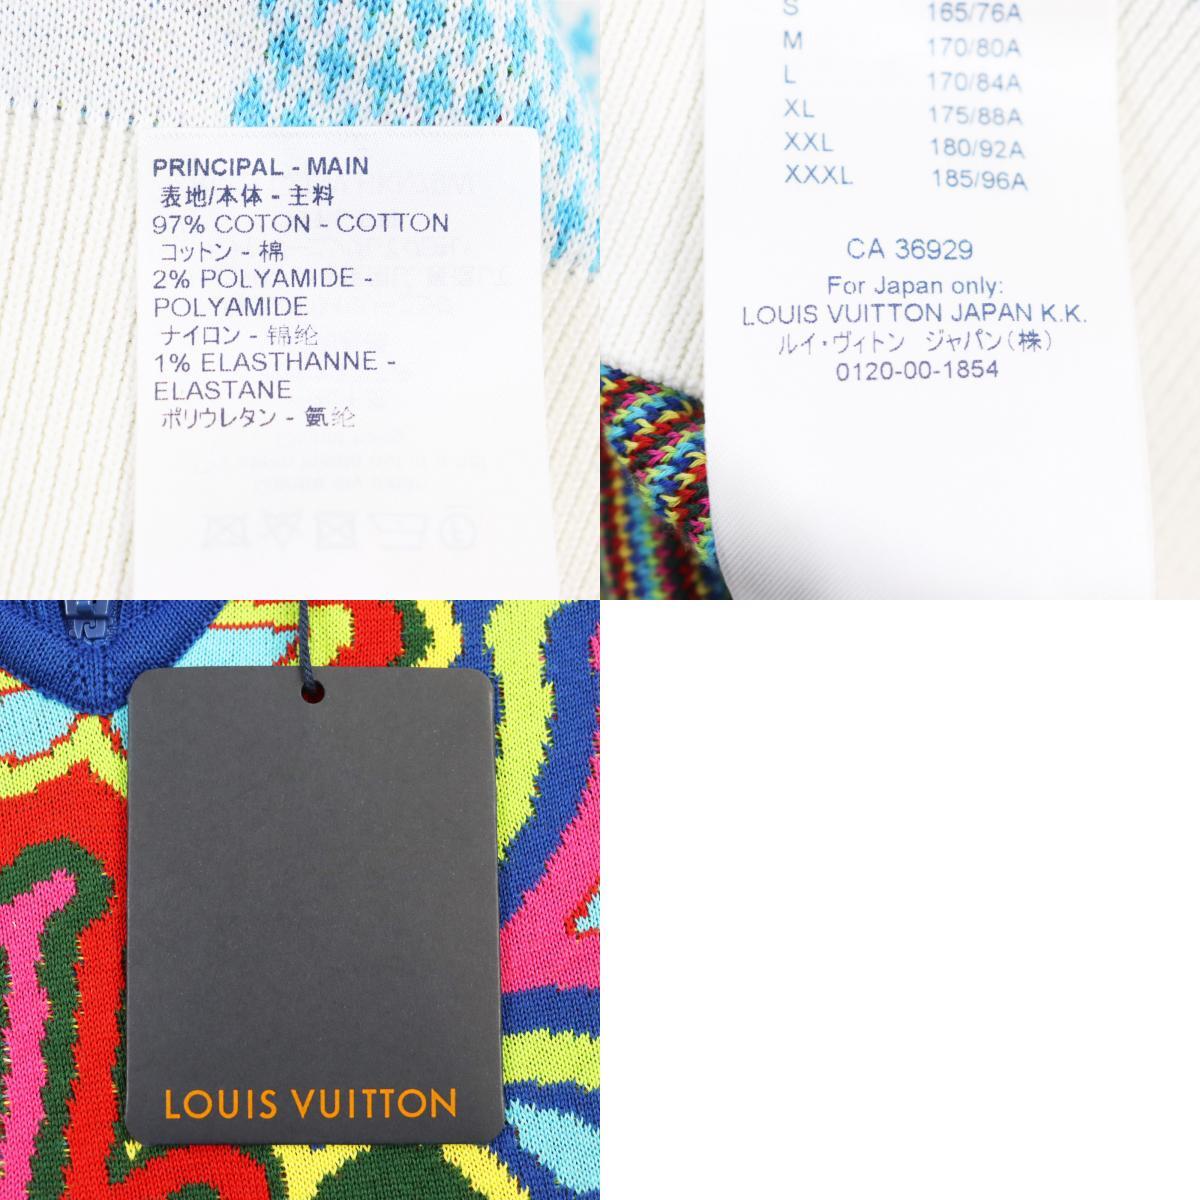 PRINCIPAL - MAIN
表地/本体 - 主料
97% COTON - COTTON
コットン - 棉
2% POLYAMIDE -
POLYAMIDE
ナイロン - 锦纶
1% ELASTHANNE -
ELASTANE
ポリウレタン - 氨纶
S 165/76A
M 170/80A
L 170/84A
XL 175/88A
XXL 180/92A
XXXL 185/96A
CA 36929
For Japan only:
LOUIS VUITTON JAPAN K.K.
ルイ・ヴィトン ジャパン(株)
0120-00-1854
LOUIS VUITTON